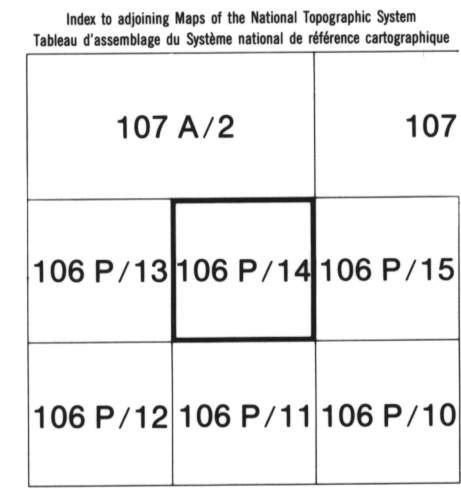 Index to adjoining Maps of the National Topographic System
Tableau d'assemblage du Système national de référence cartographique
107 A/2 107
106 P/13 106 P/14 106 P/15
106 P/12 106 P/11 106 P/10